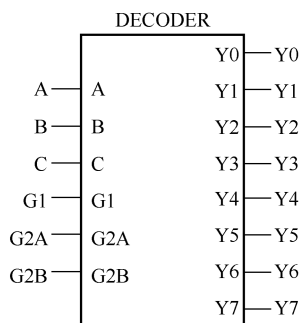 DECODER
Y0 Y0
A A Y1 Y1
B B Y2 Y2
C C Y3 Y3
G1 G1 Y4 Y4
G2A G2A Y5 Y5
G2B G2B Y6 Y6
Y7 Y7